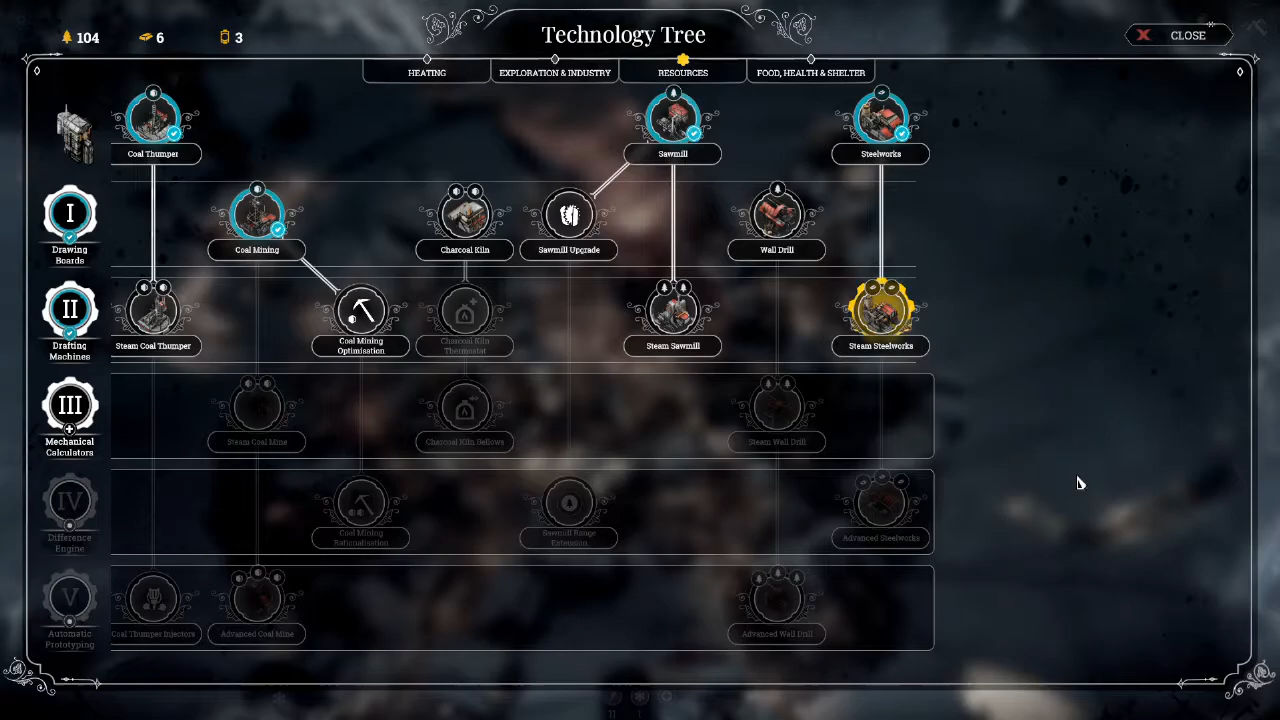 104 6 3
Technology Tree
CLOSE
HEATING EXPLORATION & INDUSTRY RESOURCES FOOD, HEALTH & SHELTER
Coal Thumper Sawmill Steelworks
I
Drawing
Boards
Coal Mining Charcoal Kiln Sawmill Upgrade Wall Drill
II
Drafting
Machines
Steam Coal Thumper
Coal Mining
Optimisation
Charcoal Kiln
Thermostat
Steam Sawmill Steam Steelworks
III
Mechanical
Calculators
Steam Coal Mine Charcoal Kiln Bellows Steam Wall Drill
IV
Difference
Engine
Coal Mining
Rationalisation
Sawmill Range
Extension
Advanced Steelworks
V
Automatic
Prototyping
Coal Thumper Injectors Advanced Coal Mine Advanced Wall Drill